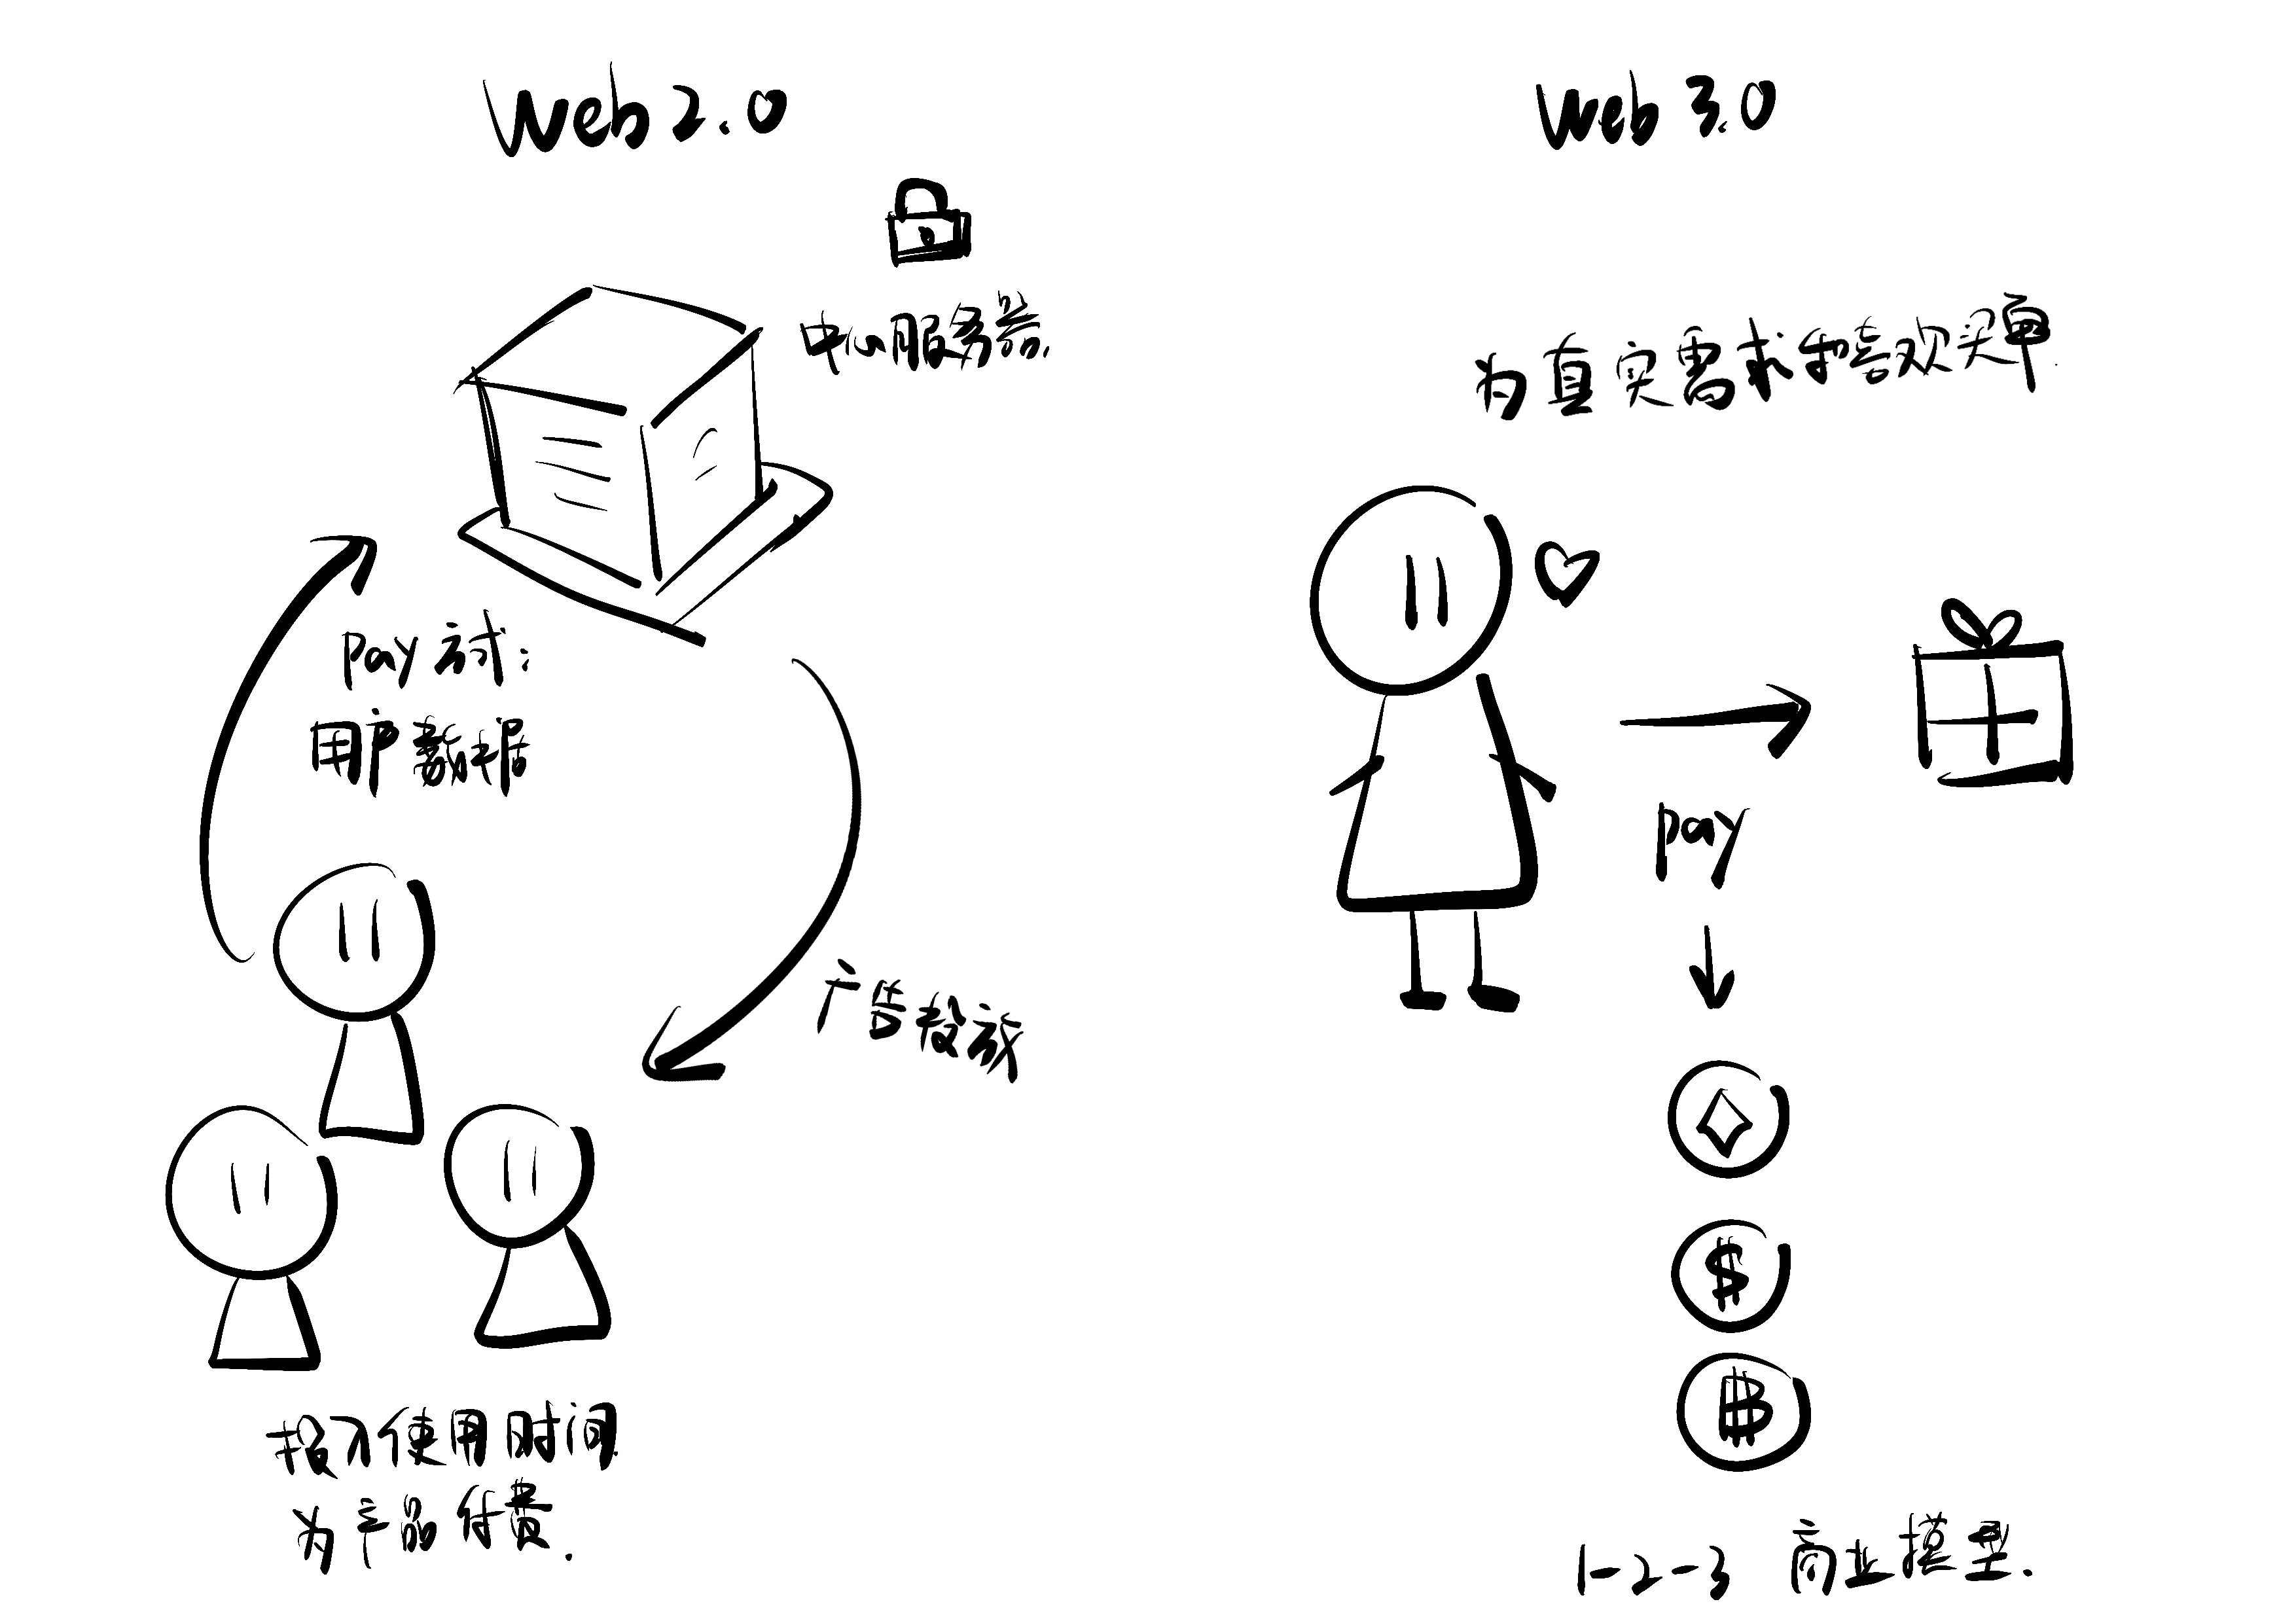 Web 2.0
中心服务器.
pay 方式:
用户数据
广告投放
投入使用时间
为产品付费.
Web 3.0
为真实需求和喜欢买单.
pay
$
1-2-3 商业模型.